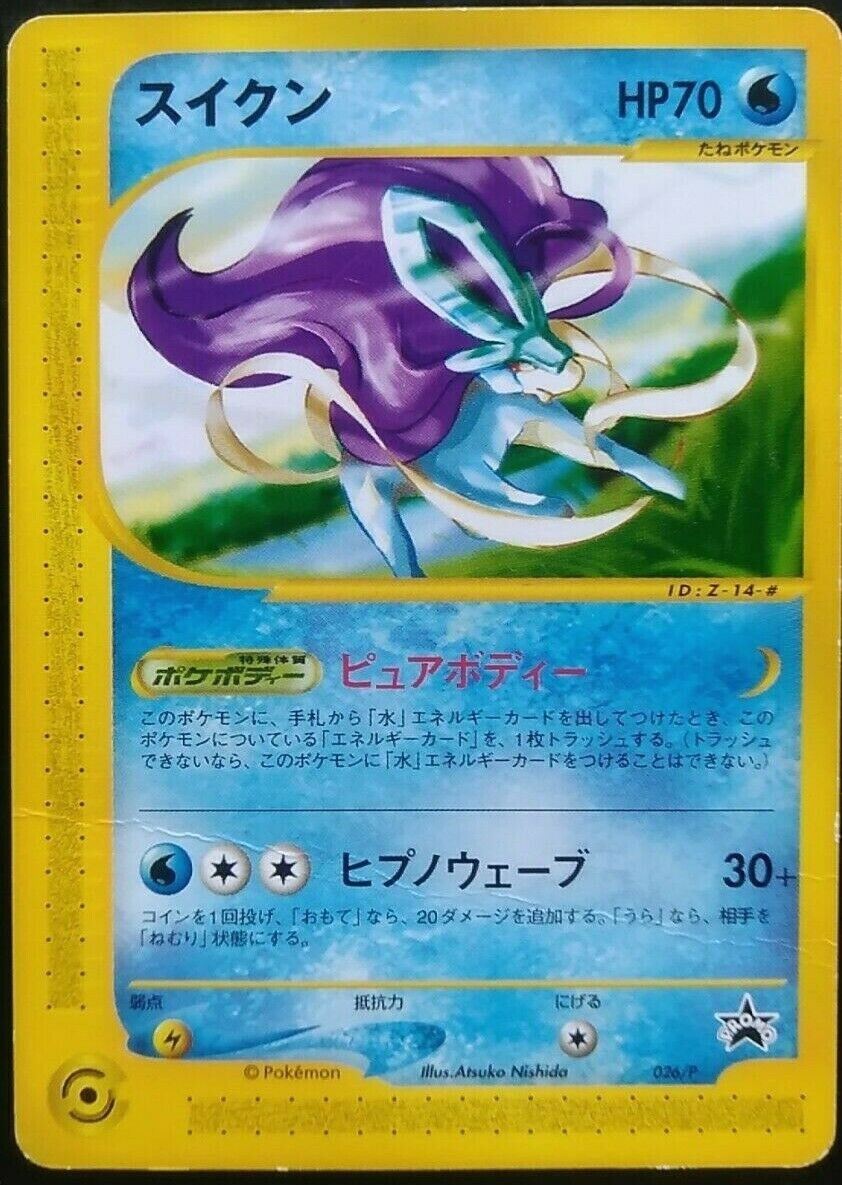 スイクン HP70
たねポケモン
ID:Z-14-#
特殊体質
ポケボディー ピュアボディー
このポケモンに、手札から「水」エネルギーカードを出してつけたとき、この
ポケモンについている「エネルギーカード」を、1枚トラッシュする。(トラッシュ
できないなら、このポケモンに「水」エネルギーカードをつけることはできない。)
ヒプノウェーブ 30+
コインを1回投げ、「おもて」なら、20ダメージを追加する。「うら」なら、相手を
「ねむり」状態にする。
弱点 抵抗力 にげる
PROMO
©Pokémon Illus.Atsuko Nishida 026/P